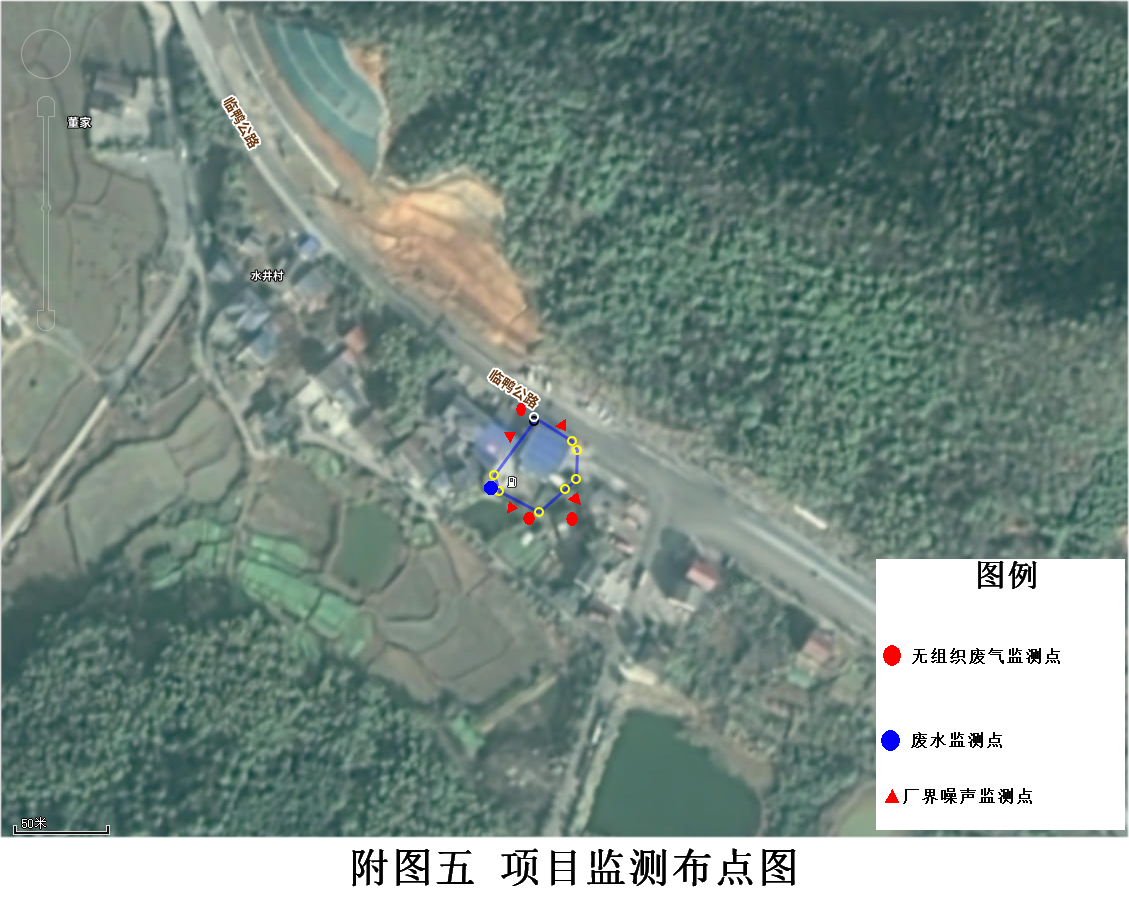 临鸭公路
董家
水井村
临鸭公路
图例
无组织废气监测点
废水监测点
厂界噪声监测点
50米
附图五 项目监测布点图